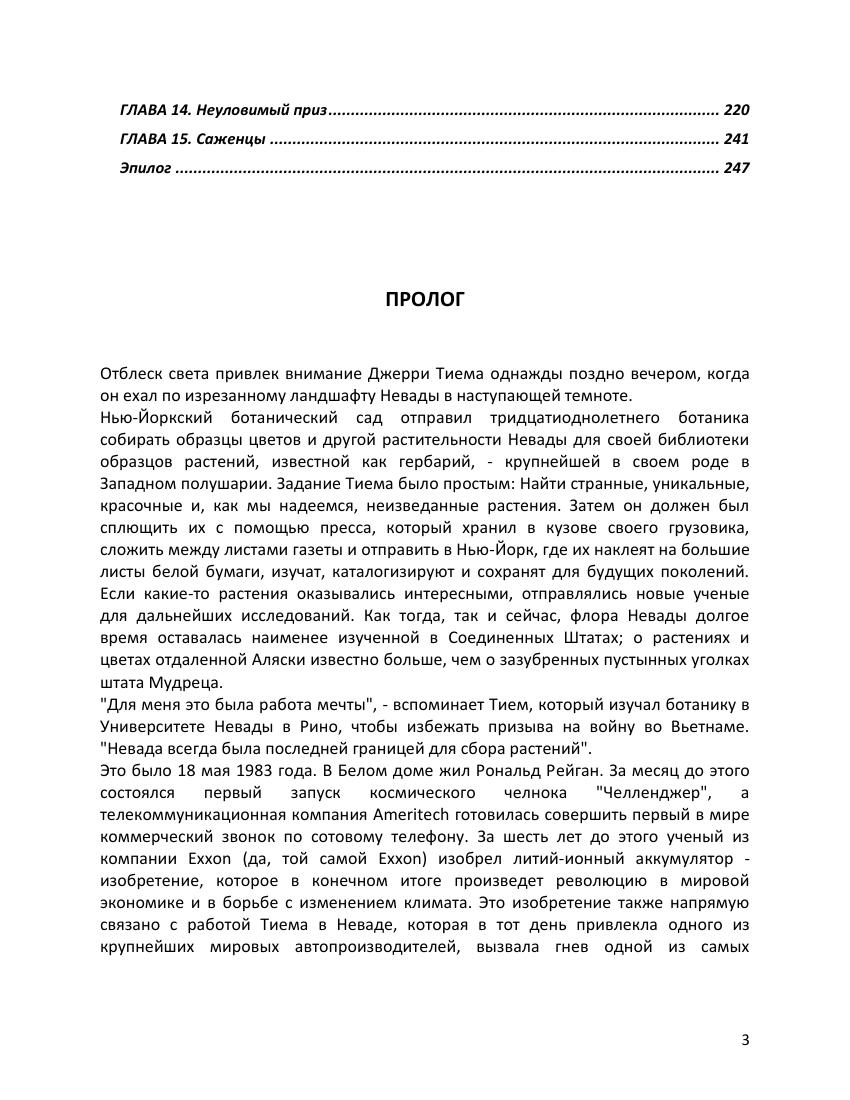 ГЛАВА 14. Неуловимый приз........................................................................................ 220
ГЛАВА 15. Саженцы ..................................................................................................... 241
Эпилог .......................................................................................................................... 247
ПРОЛОГ
Отблеск света привлек внимание Джерри Тиема однажды поздно вечером, когда
он ехал по изрезанному ландшафту Невады в наступающей темноте.
Нью-Йоркский ботанический сад отправил тридцатиоднолетнего ботаника
собирать образцы цветов и другой растительности Невады для своей библиотеки
образцов растений, известной как гербарий, - крупнейшей в своем роде в
Западном полушарии. Задание Тиема было простым: Найти странные, уникальные,
красочные и, как мы надеемся, неизведанные растения. Затем он должен был
сплющить их с помощью пресса, который хранил в кузове своего грузовика,
сложить между листами газеты и отправить в Нью-Йорк, где их наклеят на большие
листы белой бумаги, изучат, каталогизируют и сохранят для будущих поколений.
Если какие-то растения оказывались интересными, отправлялись новые ученые
для дальнейших исследований. Как тогда, так и сейчас, флора Невады долгое
время оставалась наименее изученной в Соединенных Штатах; о растениях и
цветах отдаленной Аляски известно больше, чем о зазубренных пустынных уголках
штата Мудреца.
"Для меня это была работа мечты", - вспоминает Тием, который изучал ботанику в
Университете Невады в Рино, чтобы избежать призыва на войну во Вьетнаме.
"Невада всегда была последней границей для сбора растений".
Это было 18 мая 1983 года. В Белом доме жил Рональд Рейган. За месяц до этого
состоялся первый запуск космического челнока "Челленджер", а
телекоммуникационная компания Ameritech готовилась совершить первый в мире
коммерческий звонок по сотовому телефону. За шесть лет до этого ученый из
компании Exxon (да, той самой Exxon) изобрел литий-ионный аккумулятор -
изобретение, которое в конечном итоге произведет революцию в мировой
экономике и в борьбе с изменением климата. Это изобретение также напрямую
связано с работой Тиема в Неваде, которая в тот день привлекла одного из
крупнейших мировых автопроизводителей, вызвала гнев одной из самых
3